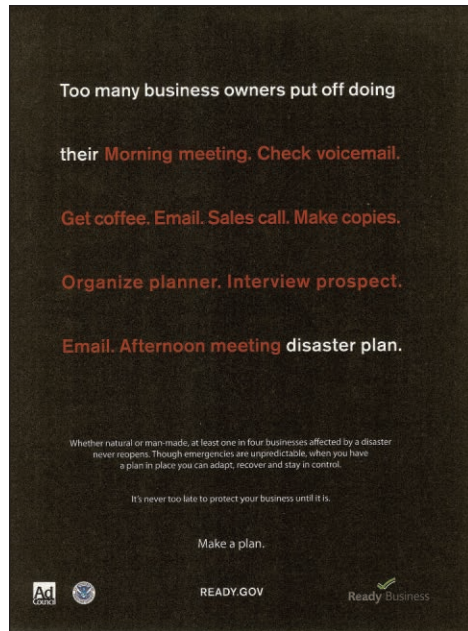 Too many business owners put off doing
their Morning meeting. Check voicemail.
Get coffee. Email. Sales call. Make copies.
Organize planner. Interview prospect.
Email. Afternoon meeting disaster plan.
Whether natural or man-made, at least one in four businesses affected by a disaster
never reopens. Though emergencies are unpredictable, when you have
a plan in place you can adapt, recover and stay in control.
It's never too late to protect your business until it is.
Make a plan.
Ad
Council
READY.GOV
Ready Business